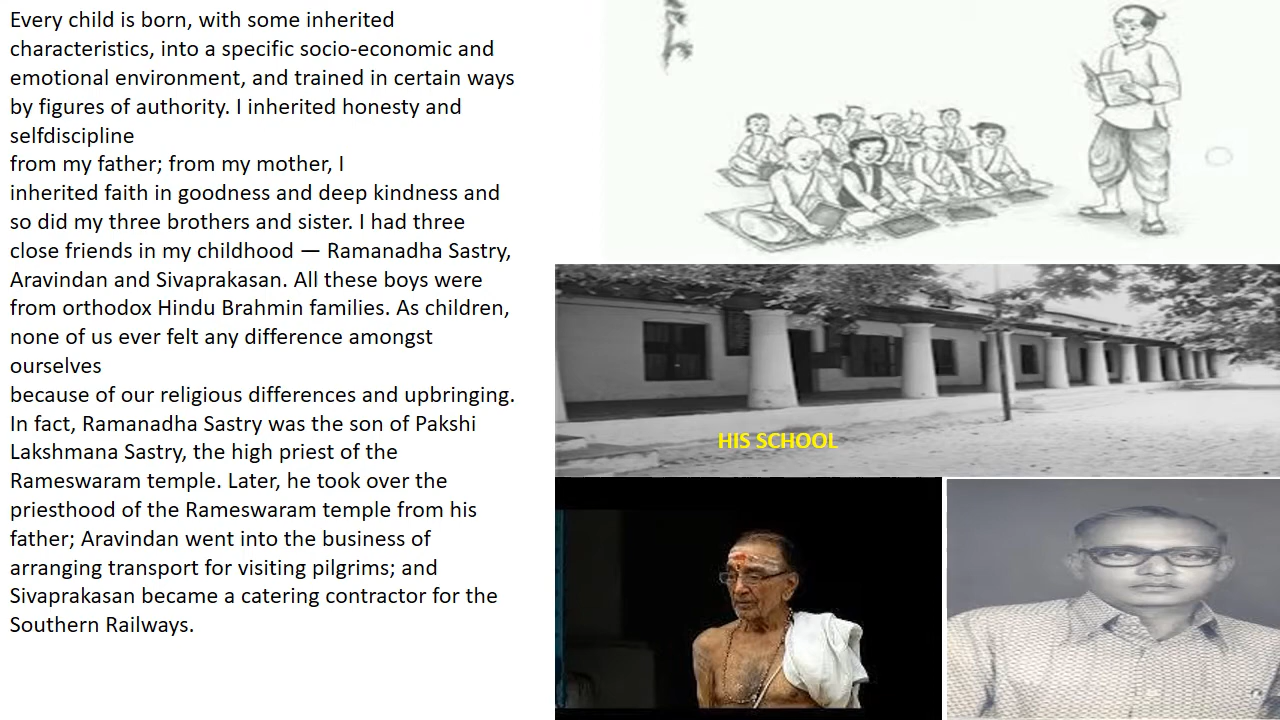 Every child is born, with some inherited
characteristics, into a specific socio-economic and
emotional environment, and trained in certain ways
by figures of authority. I inherited honesty and
selfdiscipline
from my father; from my mother, I
inherited faith in goodness and deep kindness and
so did my three brothers and sister. I had three
close friends in my childhood — Ramanadha Sastry,
Aravindan and Sivaprakasan. All these boys were
from orthodox Hindu Brahmin families. As children,
none of us ever felt any difference amongst
ourselves
because of our religious differences and upbringing.
In fact, Ramanadha Sastry was the son of Pakshi
Lakshmana Sastry, the high priest of the
Rameswaram temple. Later, he took over the
priesthood of the Rameswaram temple from his
father; Aravindan went into the business of
arranging transport for visiting pilgrims; and
Sivaprakasan became a catering contractor for the
Southern Railways.
HIS SCHOOL